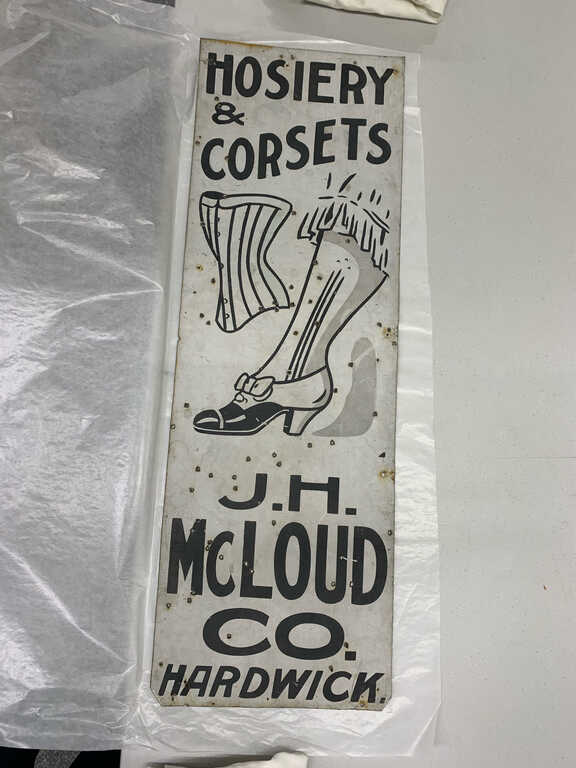 HOSIERY
&
CORSETS
J.H.
McLOUD
CO.
HARDWICK.